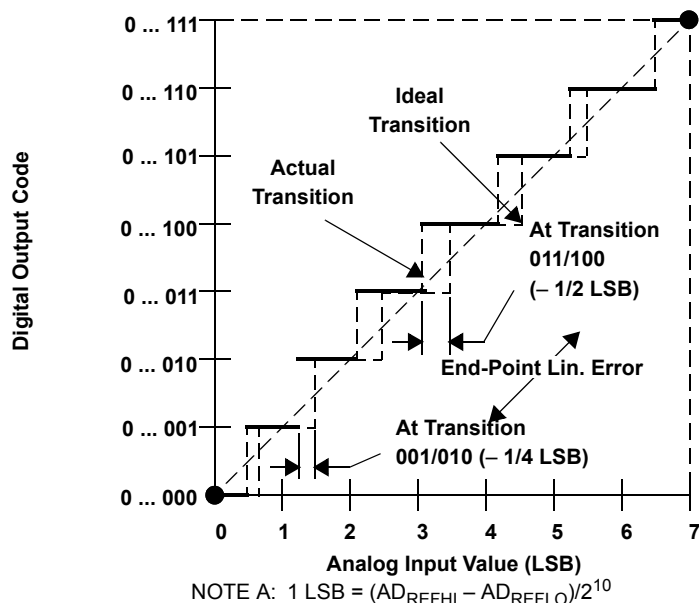 0 ... 111
0 ... 110
0 ... 101
0 ... 100
0 ... 011
0 ... 010
0 ... 001
0 ... 000
Digital Output Code
Ideal
Transition
Actual
Transition
At Transition
011/100
(– 1/2 LSB)
End-Point Lin. Error
At Transition
001/010 (– 1/4 LSB)
0 1 2 3 4 5 6 7
Analog Input Value (LSB)
NOTE A: 1 LSB = (AD_REFHI – AD_REFLO)/2^10